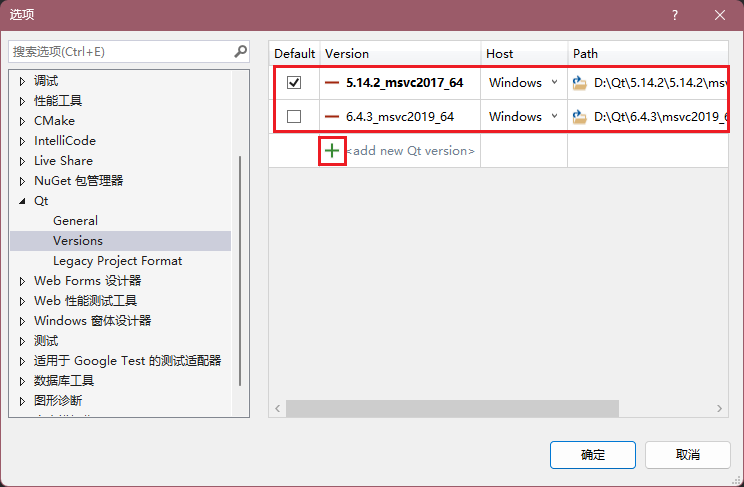 选项
?
搜索选项(Ctrl+E)
调试
性能工具
CMake
IntelliCode
Live Share
NuGet 包管理器
Qt
General
Versions
Legacy Project Format
Web Forms 设计器
Web 性能测试工具
Windows 窗体设计器
测试
适用于 Google Test 的测试适配器
数据库工具
图形诊断
Default Version Host Path
5.14.2_msvc2017_64 Windows D:\Qt\5.14.2\5.14.2\msv
6.4.3_msvc2019_64 Windows D:\Qt\6.4.3\msvc2019_6
<add new Qt version>
确定
取消